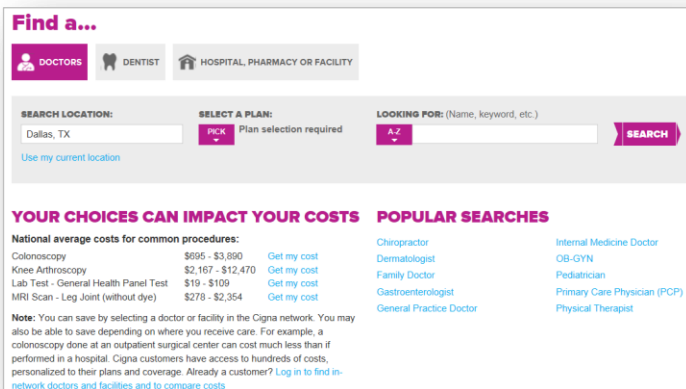 Find a...
DOCTORS
DENTIST
HOSPITAL, PHARMACY OR FACILITY
SEARCH LOCATION:
SELECT A PLAN:
LOOKING FOR: (Name, keyword, etc.)
Dallas, TX
PICK
Plan selection required
A-Z
SEARCH
Use my current location
YOUR CHOICES CAN IMPACT YOUR COSTS
National average costs for common procedures:
Colonoscopy $695 - $3,890 Get my cost
Knee Arthroscopy $2,167 - $12,470 Get my cost
Lab Test - General Health Panel Test $19 - $109 Get my cost
MRI Scan - Leg Joint (without dye) $278 - $2,354 Get my cost
Note: You can save by selecting a doctor or facility in the Cigna network. You may
also be able to save depending on where you receive care. For example, a
colonoscopy done at an outpatient surgical center can cost much less than if
performed in a hospital. Cigna customers have access to hundreds of costs,
personalized to their plans and coverage. Already a customer? Log in to find in-
network doctors and facilities and to compare costs
POPULAR SEARCHES
Chiropractor
Dermatologist
Family Doctor
Gastroenterologist
General Practice Doctor
Internal Medicine Doctor
OB-GYN
Pediatrician
Primary Care Physician (PCP)
Physical Therapist